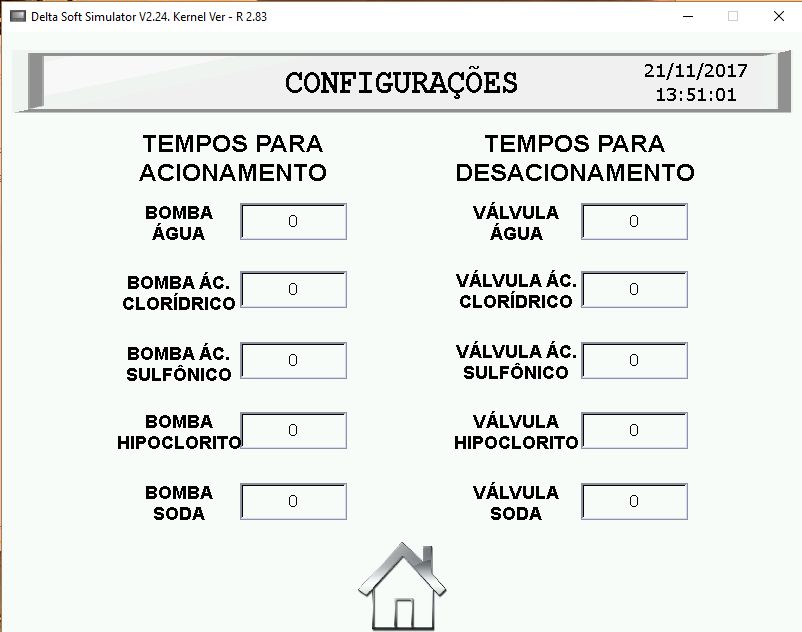 Delta Soft Simulator V2.24. Kernel Ver - R 2.83
CONFIGURAÇÕES
21/11/2017
13:51:01
TEMPOS PARA
ACIONAMENTO
BOMBA
ÁGUA
0
BOMBA ÁC.
CLORÍDRICO
0
BOMBA ÁC.
SULFÔNICO
0
BOMBA
HIPOCLORITO
0
BOMBA
SODA
0
TEMPOS PARA
DESACIONAMENTO
VÁLVULA
ÁGUA
0
VÁLVULA ÁC.
CLORÍDRICO
0
VÁLVULA ÁC.
SULFÔNICO
0
VÁLVULA
HIPOCLORITO
0
VÁLVULA
SODA
0